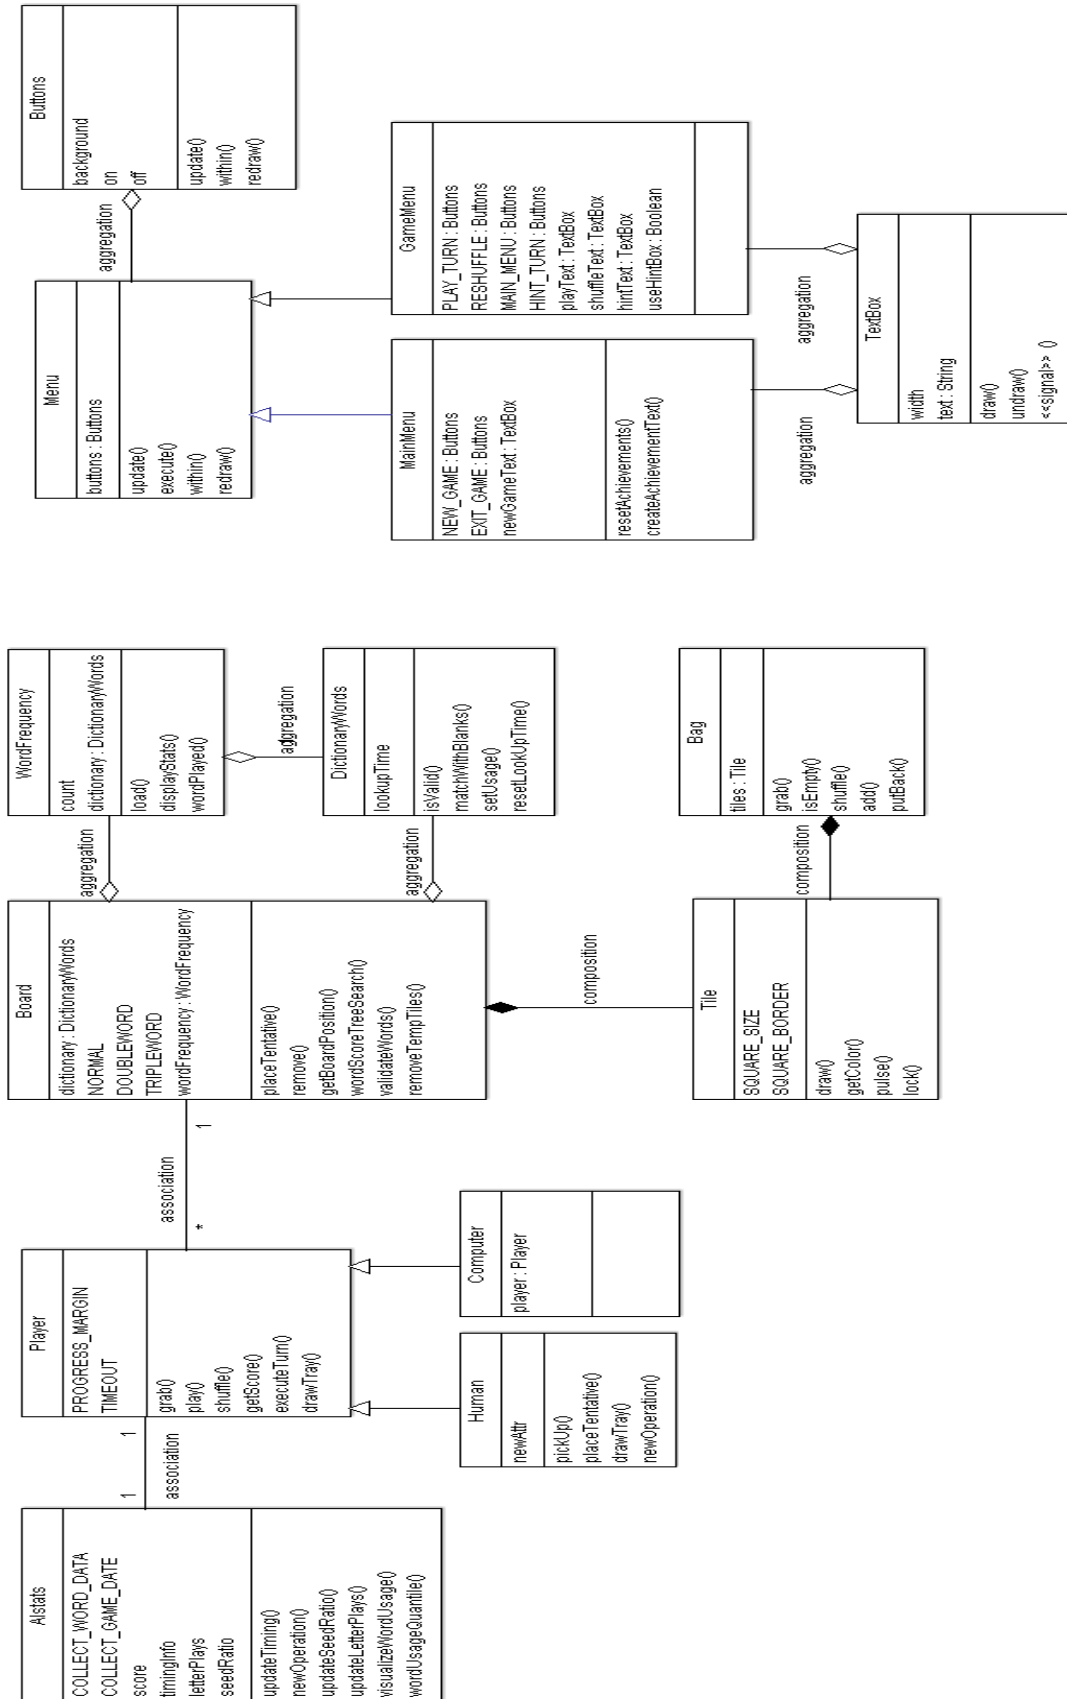 AIstats
COLLECT_WORD_DATA
COLLECT_GAME_DATE
score
timingInfo
letterPlays
seedRatio
updateTiming()
newOperation()
updateSeedRatio()
updateLetterPlays()
visualizeWordUsage()
wordUsageQuantile()
1
1
association
Player
PROGRESS_MARGIN
TIMEOUT
grab()
play()
shuffle()
getScore()
executeTurn()
drawTray()
Human
newAttr
pickUp()
placeTentative()
drawTray()
newOperation()
Computer
player : Player
association
*
1
Board
dictionary : DictionaryWords
NORMAL
DOUBLEWORD
TRIPLEWORD
wordFrequency : WordFrequency
placeTentative()
remove()
getBoardPosition()
wordScoreTreeSearch()
validateWords()
removeTempTiles()
aggregation
aggregation
WordFrequency
count
dictionary : DictionaryWords
load()
displayStats()
wordPlayed()
aggregation
DictionaryWords
lookupTime
isValid()
matchWithBlanks()
setUsage()
resetLookUpTime()
composition
Tile
SQUARE_SIZE
SQUARE_BORDER
draw()
getColor()
pulse()
lock()
composition
Bag
tiles : Tile
grab()
isEmpty()
shuffle()
add()
putBack()
Menu
buttons : Buttons
update()
execute()
within()
redraw()
aggregation
Buttons
background
on
off
update()
within()
redraw()
MainMenu
NEW_GAME : Buttons
EXIT_GAME : Buttons
newGameText : TextBox
resetAchievements()
createAchievementText()
GameMenu
PLAY_TURN : Buttons
RESHUFFLE : Buttons
MAIN_MENU : Buttons
HINT_TURN : Buttons
playText : TextBox
shuffleText : TextBox
hintText : TextBox
useHintBox : Boolean
aggregation
aggregation
TextBox
width
text : String
draw()
undraw()
<<signal>> ()